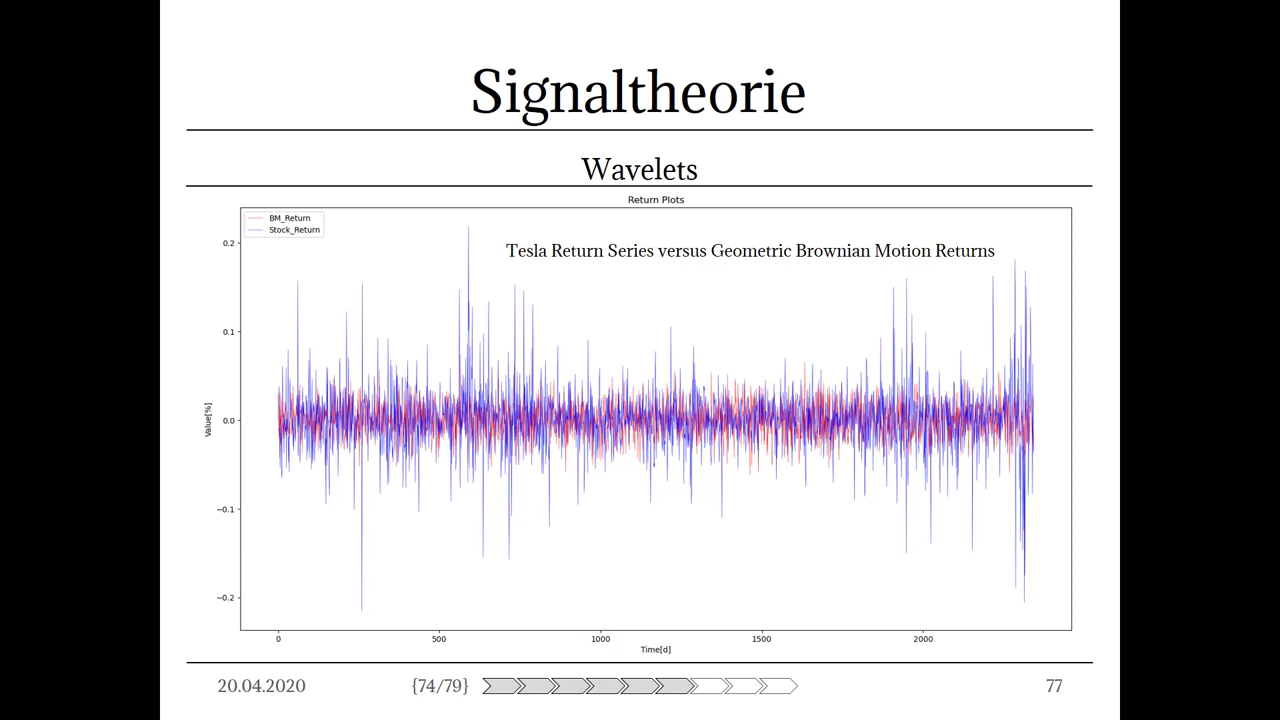 Signaltheorie
Wavelets
Return Plots
BM_Return
Stock_Return
Tesla Return Series versus Geometric Brownian Motion Returns
0.2
0.1
0.0
−0.1
−0.2
Value[%]
0 500 1000 1500 2000
Time[d]
20.04.2020 {74/79} 77